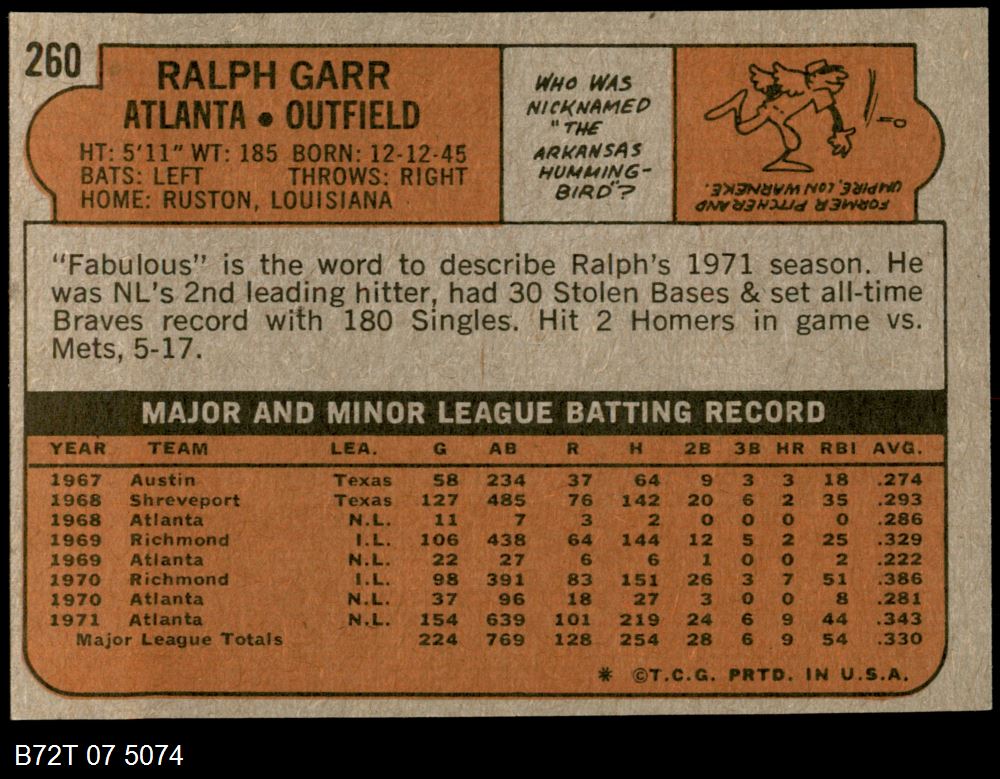 260
RALPH GARR
ATLANTA • OUTFIELD
HT: 5'11" WT: 185 BORN: 12-12-45
BATS: LEFT THROWS: RIGHT
HOME: RUSTON, LOUISIANA
WHO WAS
NICKNAMED
"THE
ARKANSAS
HUMMING-
BIRD"?
FORMER PITCHER AND
UMPIRE, LON WARNEKE.
"Fabulous" is the word to describe Ralph's 1971 season. He
was NL's 2nd leading hitter, had 30 Stolen Bases & set all-time
Braves record with 180 Singles. Hit 2 Homers in game vs.
Mets, 5-17.
MAJOR AND MINOR LEAGUE BATTING RECORD
YEAR TEAM LEA. G AB R H 2B 3B HR RBI AVG.
1967 Austin Texas 58 234 37 64 9 3 3 18 .274
1968 Shreveport Texas 127 485 76 142 20 6 2 35 .293
1968 Atlanta N.L. 11 7 3 2 0 0 0 0 .286
1969 Richmond I.L. 106 438 64 144 12 5 2 25 .329
1969 Atlanta N.L. 22 27 6 6 1 0 0 2 .222
1970 Richmond I.L. 98 391 83 151 26 3 7 51 .386
1970 Atlanta N.L. 37 96 18 27 3 0 0 8 .281
1971 Atlanta N.L. 154 639 101 219 24 6 9 44 .343
Major League Totals 224 769 128 254 28 6 9 54 .330
* ©T.C.G. PRTD. IN U.S.A.
B72T 07 5074